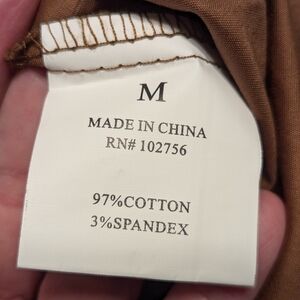 M
MADE IN CHINA
RN# 102756
97%COTTON
3%SPANDEX